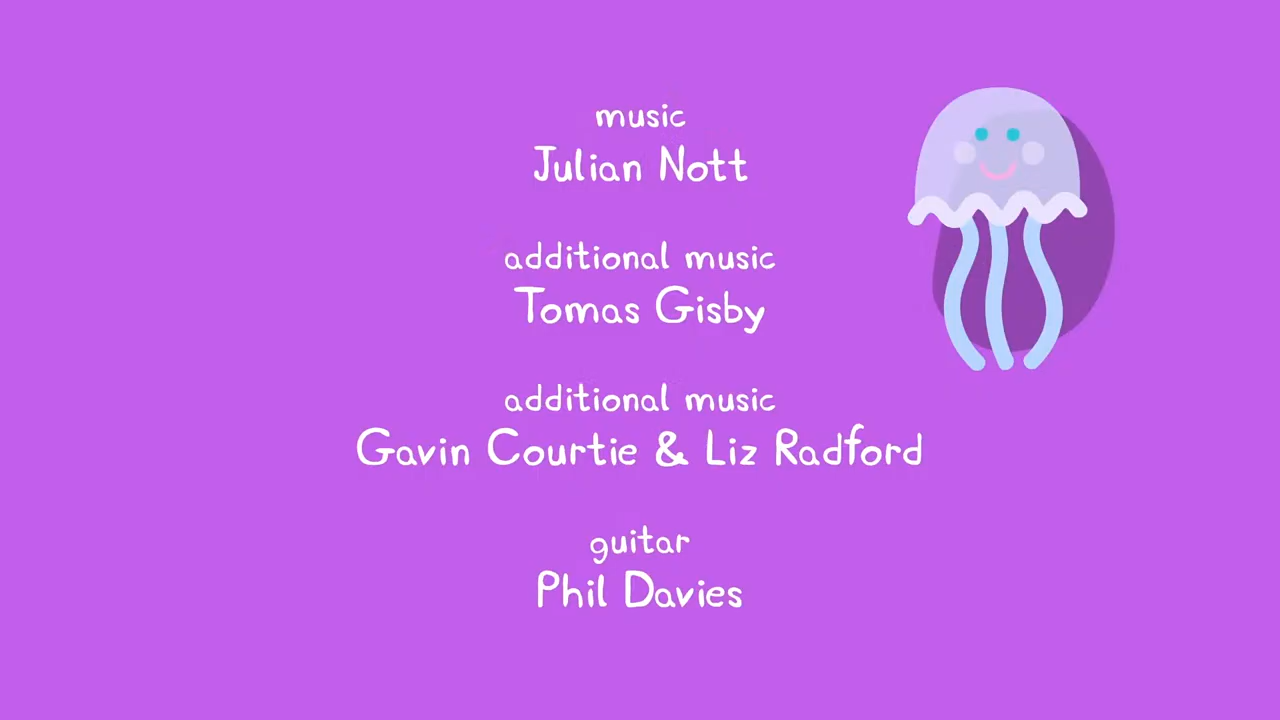 music
Julian Nott
additional music
Tomas Gisby
additional music
Gavin Courtie & Liz Radford
guitar
Phil Davies